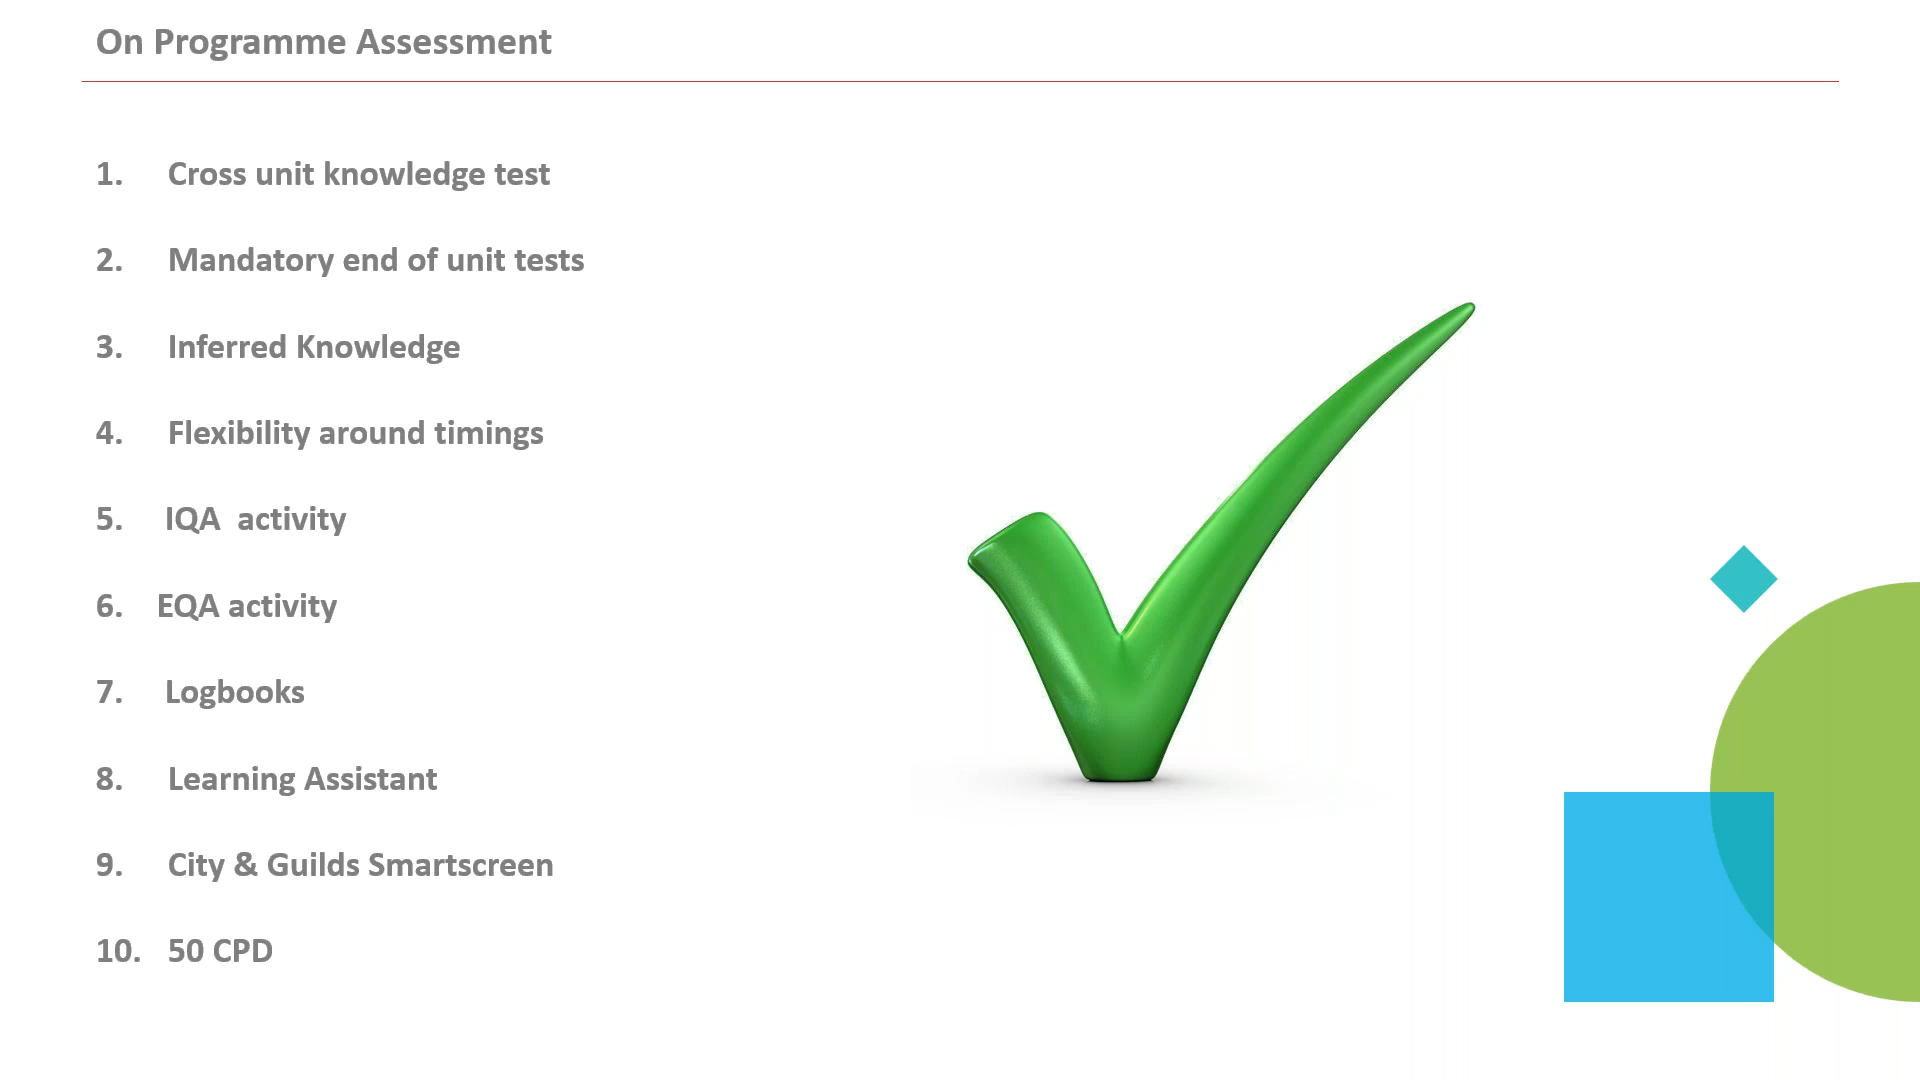 On Programme Assessment
1. Cross unit knowledge test
2. Mandatory end of unit tests
3. Inferred Knowledge
4. Flexibility around timings
5. IQA activity
6. EQA activity
7. Logbooks
8. Learning Assistant
9. City & Guilds Smartscreen
10. 50 CPD